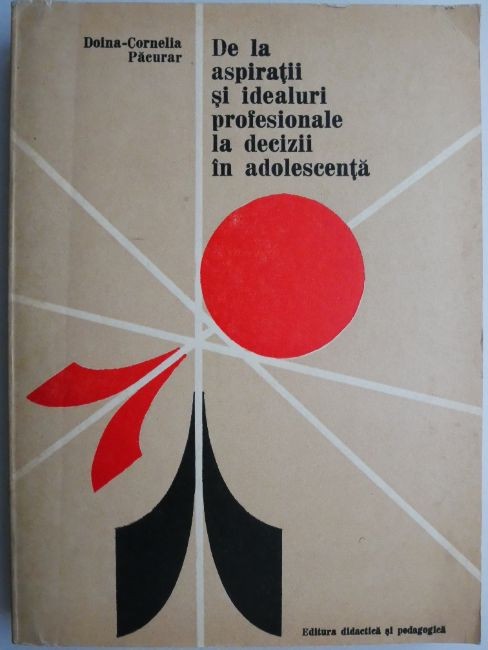 Doina-Cornelia
Păcurar
De la
aspirații
și idealuri
profesionale
la decizii
în adolescență
Editura didactică și pedagogică